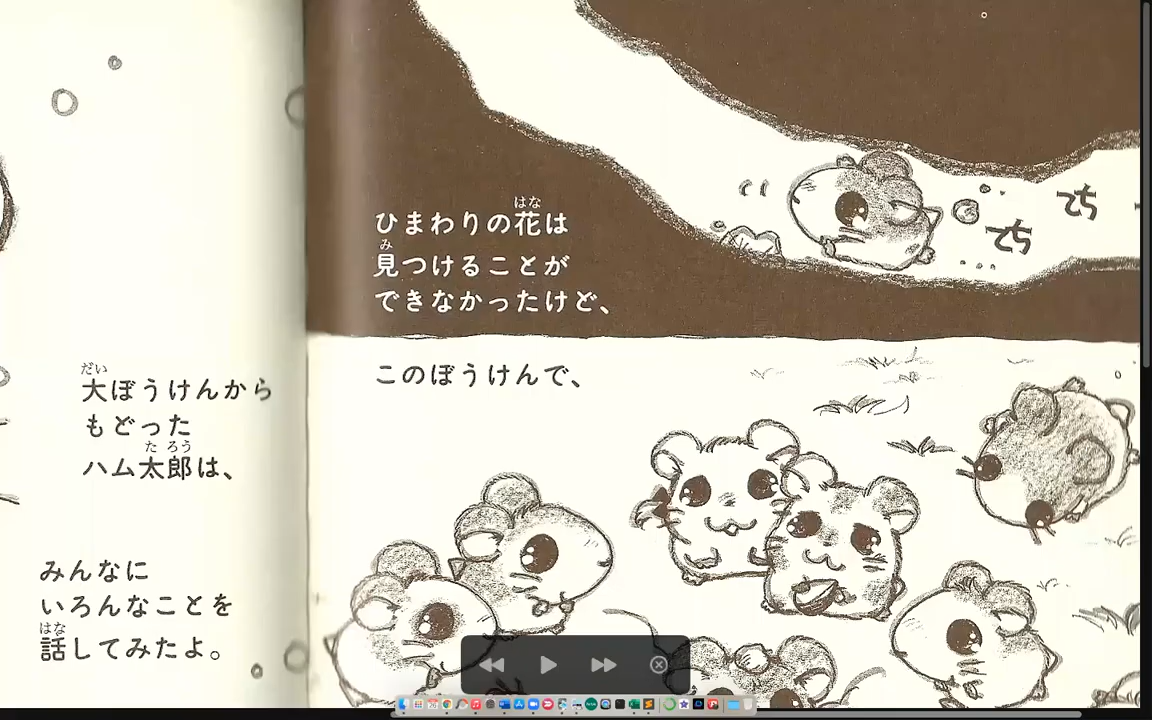 大ぼうけんから
もどった
ハム太郎は、
みんなに
いろんなことを
話してみたよ。
ひまわりの花は
見つけることが
できなかったけど、
このぼうけんで、
てち
てち